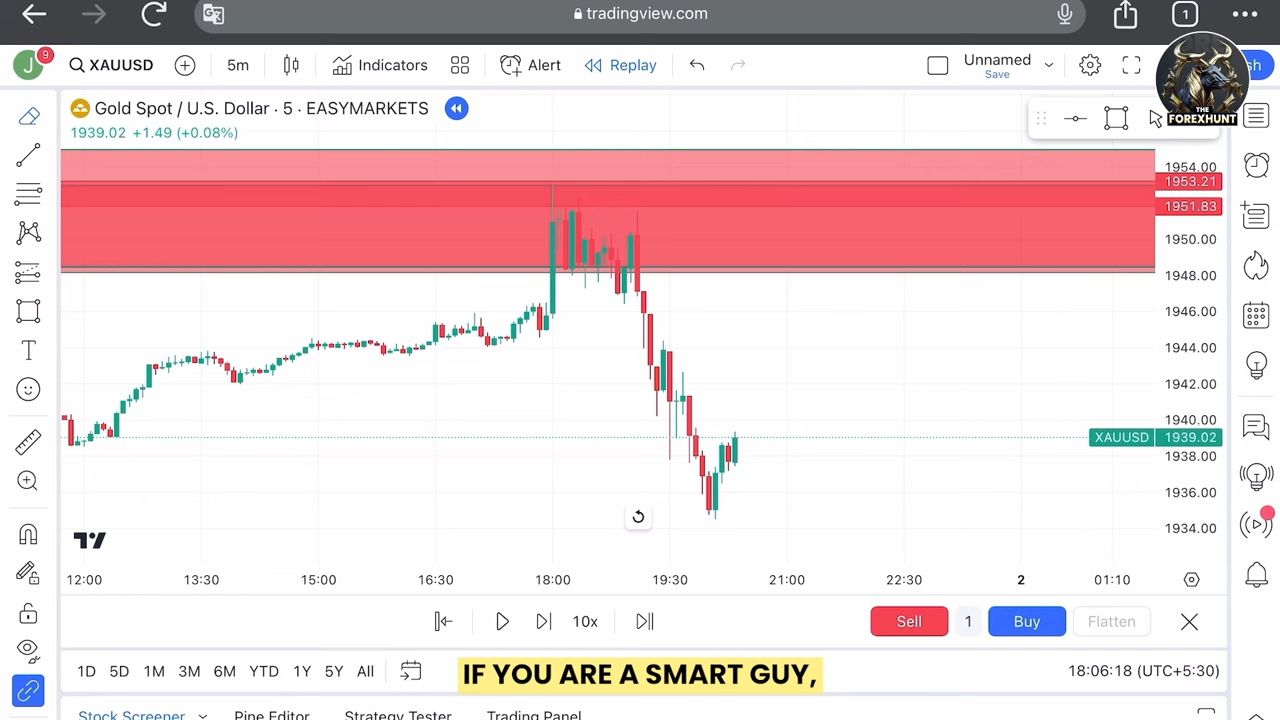 tradingview.com
1
J
9
XAUUSD
5m
Indicators
Alert
Replay
Unnamed
Save
sh
THE
FOREXHUNT
Gold Spot / U.S. Dollar · 5 · EASYMARKETS
1939.02 +1.49 (+0.08%)
1954.00
1953.21
1951.83
1950.00
1948.00
1946.00
1944.00
1942.00
1940.00
XAUUSD 1939.02
1938.00
1936.00
1934.00
12:00 13:30 15:00 16:30 18:00 19:30 21:00 22:30 2 01:10
10x
Sell 1 Buy Flatten
1D 5D 1M 3M 6M YTD 1Y 5Y All
18:06:18 (UTC+5:30)
IF YOU ARE A SMART GUY,
Stock Screener Pine Editor Strategy Tester Trading Panel